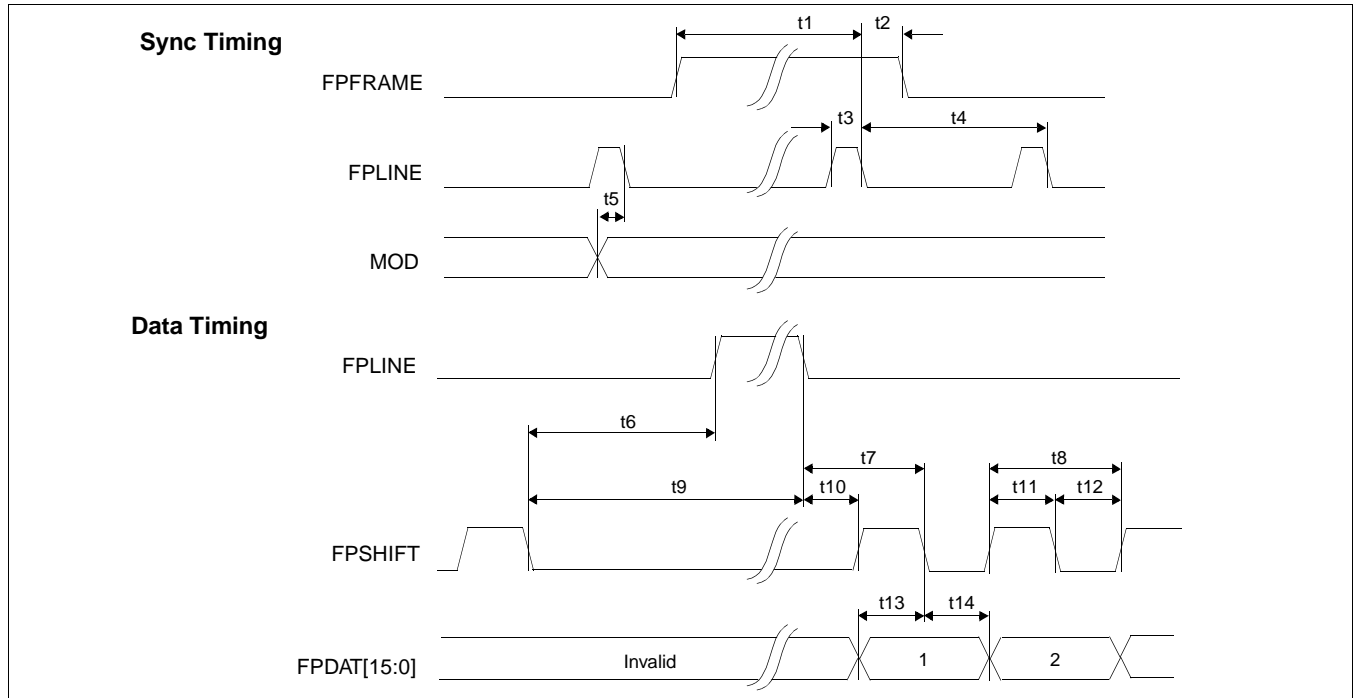 Sync Timing
t1
t2
FPFRAME
t3
t4
FPLINE
t5
MOD
Data Timing
FPLINE
t6
t7
t8
t9
t10
t11
t12
FPSHIFT
t13
t14
FPDAT[15:0]
Invalid
1
2